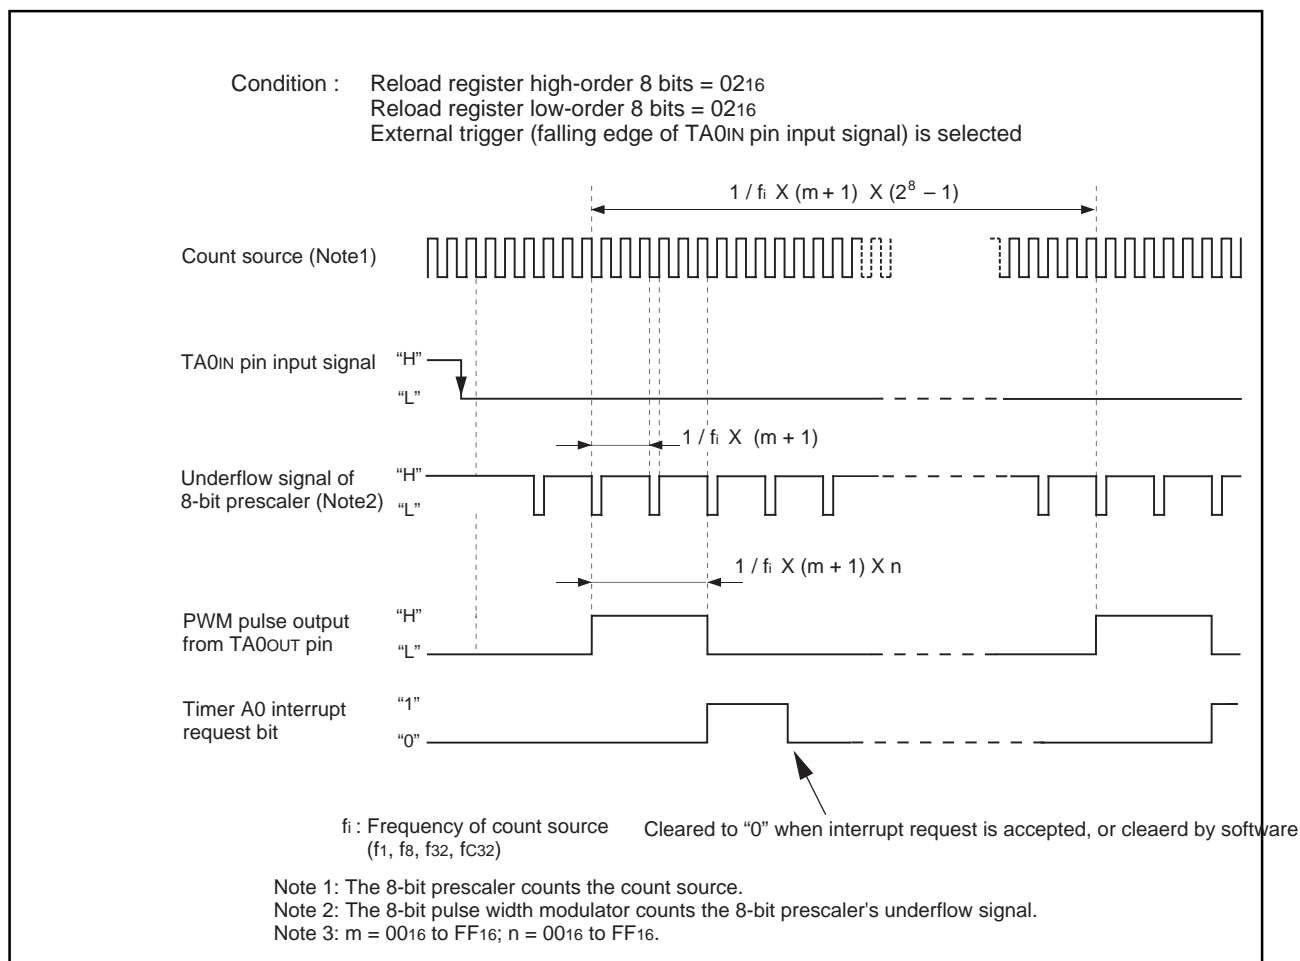 Condition : Reload register high-order 8 bits = 0216
Reload register low-order 8 bits = 0216
External trigger (falling edge of TA0IN pin input signal) is selected
1 / fi X (m + 1) X (2⁸ – 1)
Count source (Note1)
TA0IN pin input signal
“H”
“L”
1 / fi X (m + 1)
Underflow signal of
8-bit prescaler (Note2)
“H”
“L”
1 / fi X (m + 1) X n
PWM pulse output
from TA0OUT pin
“H”
“L”
Timer A0 interrupt
request bit
“1”
“0”
fi : Frequency of count source
(f1, f8, f32, fC32)
Cleared to “0” when interrupt request is accepted, or cleaerd by software
Note 1: The 8-bit prescaler counts the count source.
Note 2: The 8-bit pulse width modulator counts the 8-bit prescaler's underflow signal.
Note 3: m = 0016 to FF16; n = 0016 to FF16.